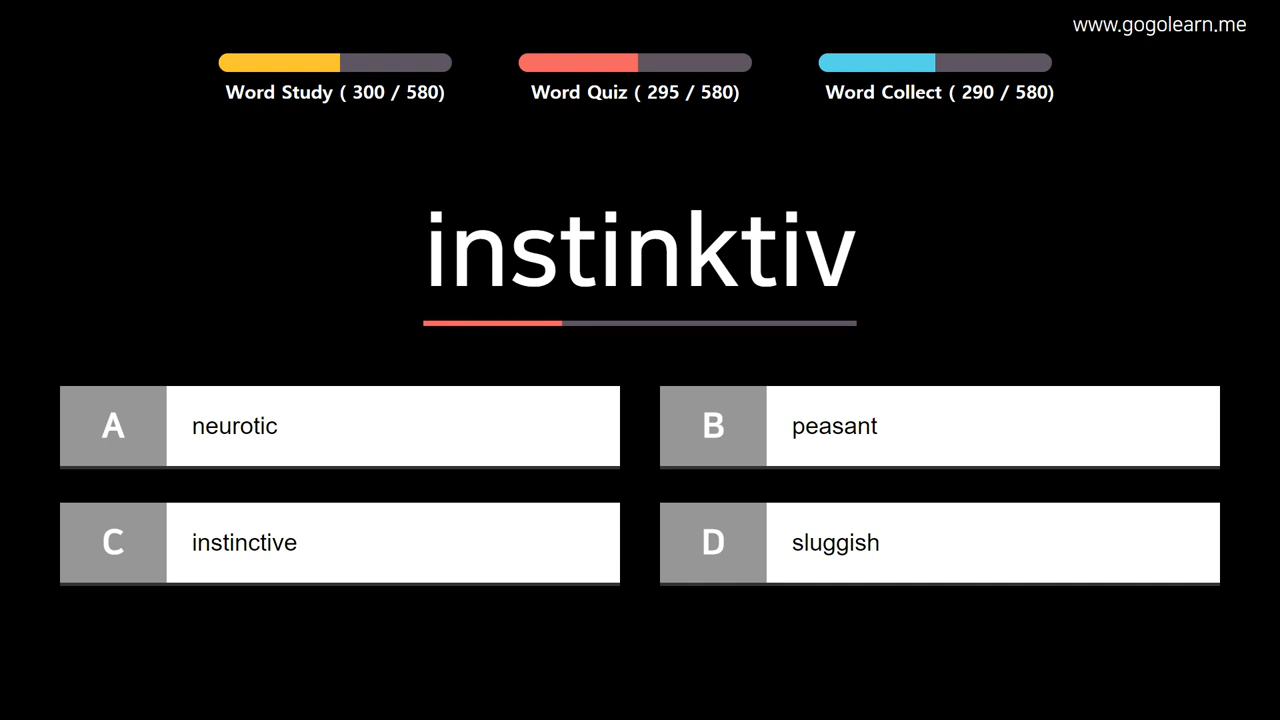 www.gogolearn.me
Word Study ( 300 / 580)
Word Quiz ( 295 / 580)
Word Collect ( 290 / 580)
instinktiv
A neurotic
B peasant
C instinctive
D sluggish